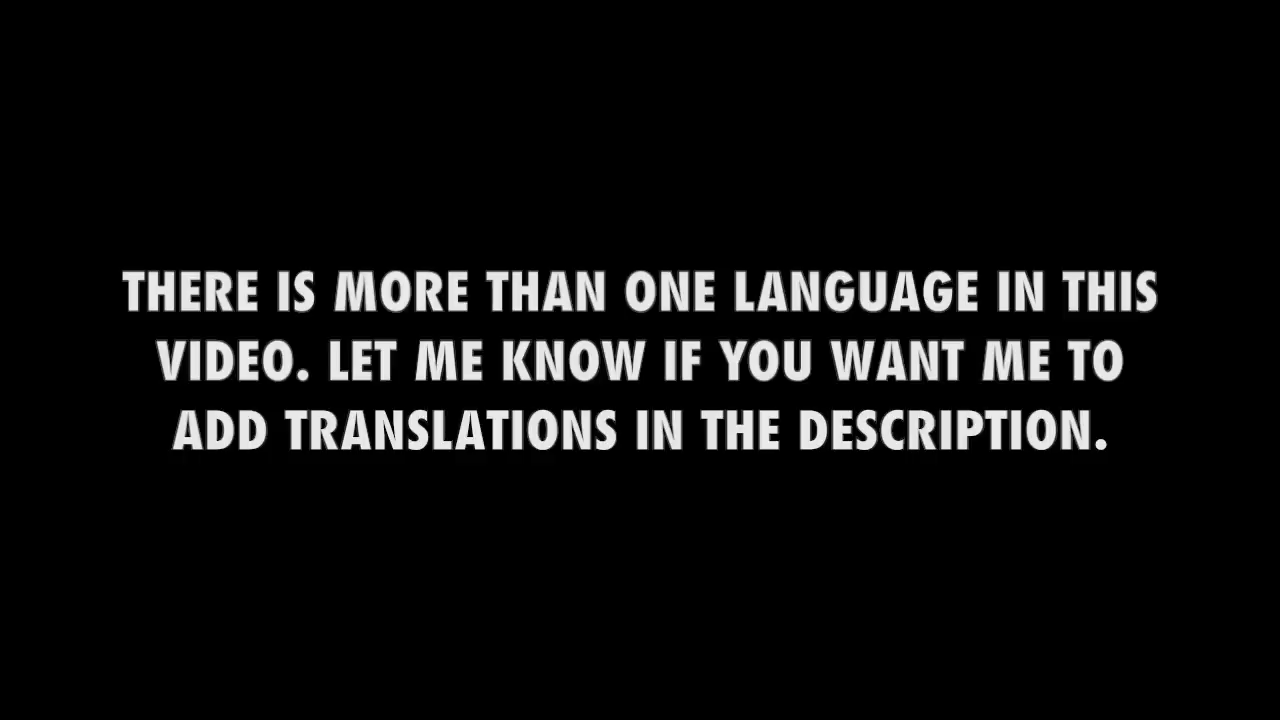 THERE IS MORE THAN ONE LANGUAGE IN THIS
VIDEO. LET ME KNOW IF YOU WANT ME TO
ADD TRANSLATIONS IN THE DESCRIPTION.